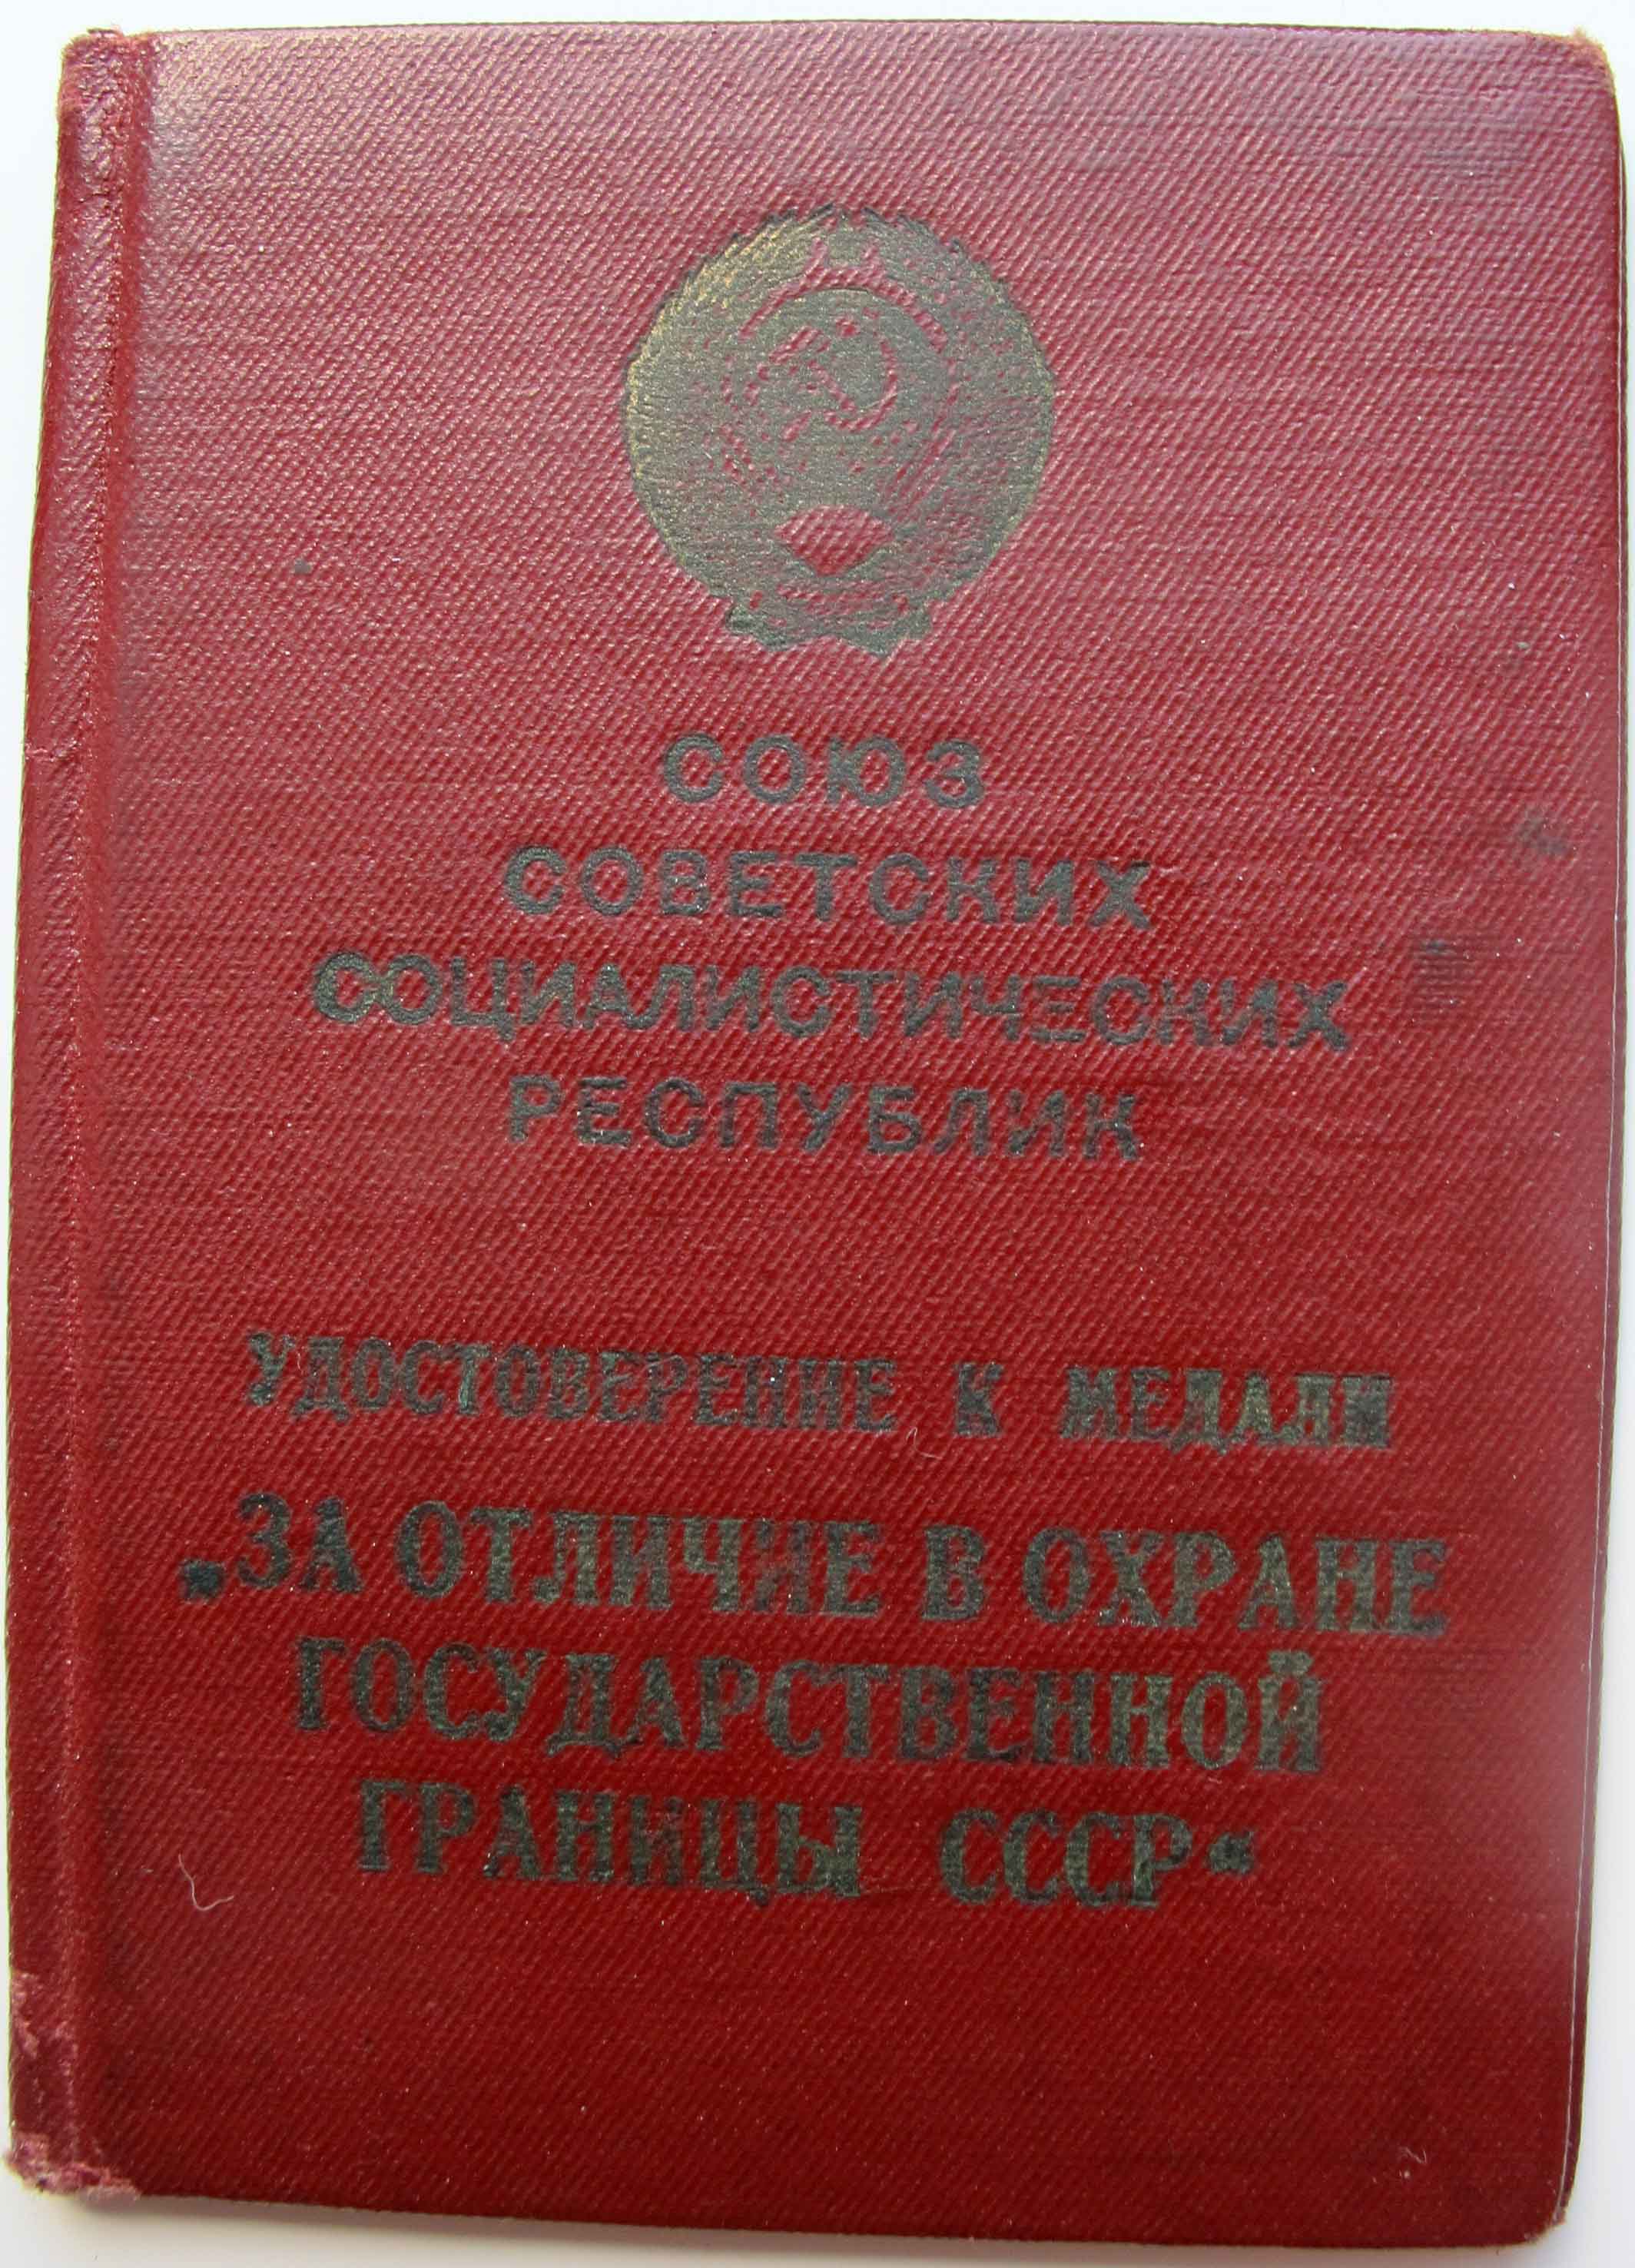 СОЮЗ
СОВЕТСКИХ
СОЦИАЛИСТИЧЕСКИХ
РЕСПУБЛИК
УДОСТОВЕРЕНИЕ К МЕДАЛИ
„ЗА ОТЛИЧИЕ В ОХРАНЕ
ГОСУДАРСТВЕННОЙ
ГРАНИЦЫ СССР“